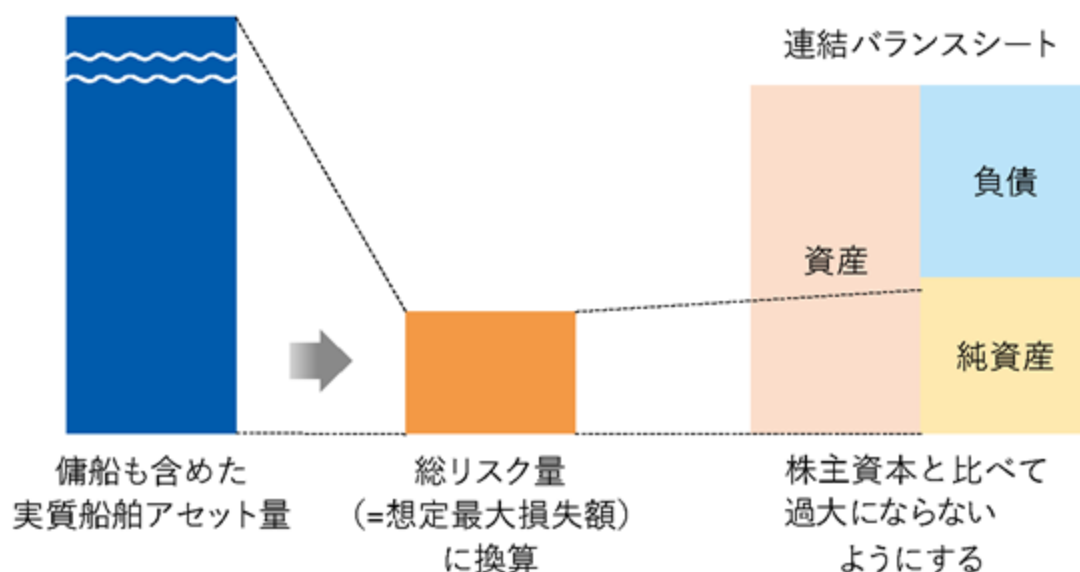 連結バランスシート
負債
資産
純資産
傭船も含めた
実質船舶アセット量
総リスク量
（=想定最大損失額）
に換算
株主資本と比べて
過大にならない
ようにする